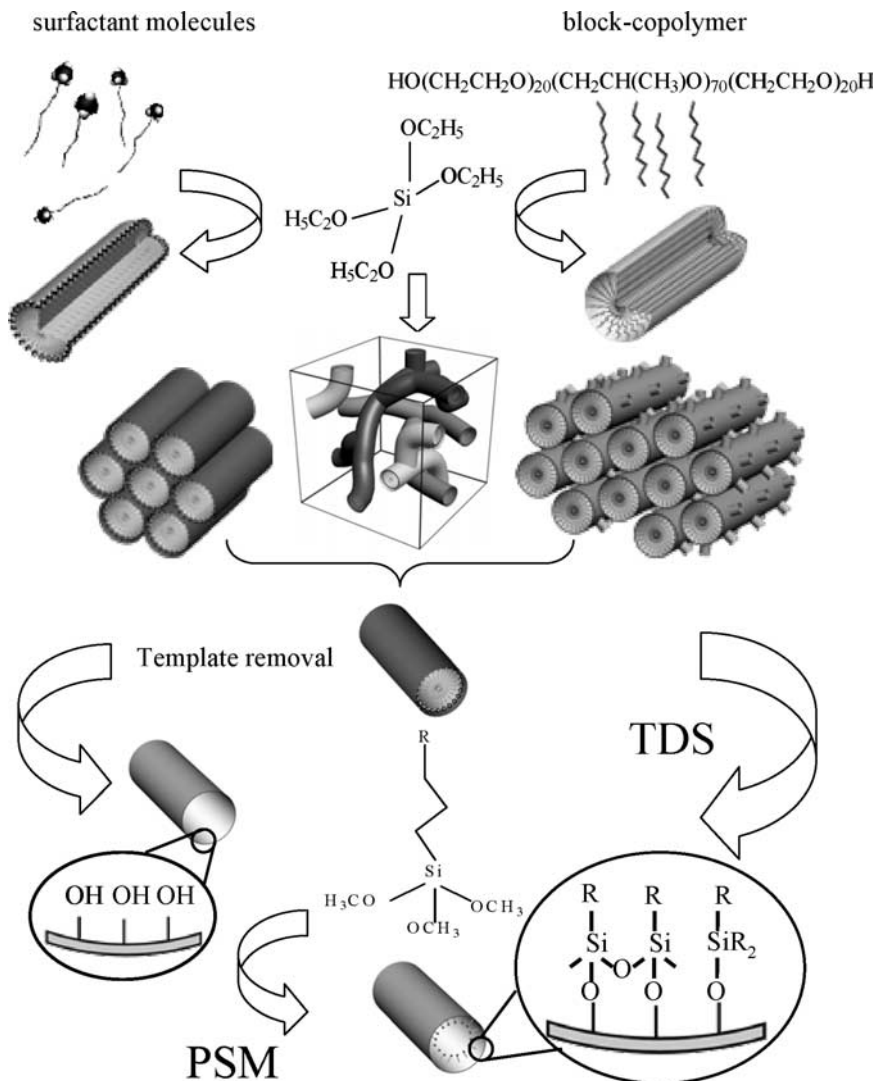 surfactant molecules
block-copolymer
HO(CH₂CH₂O)₂₀(CH₂CH(CH₃)O)₇₀(CH₂CH₂O)₂₀H
OC₂H₅
OC₂H₅
Si
H₅C₂O
H₅C₂O
Template removal
TDS
R
Si
H₃CO
OCH₃
OCH₃
OH OH OH
R R R
Si Si SiR₂
O
O O O
PSM